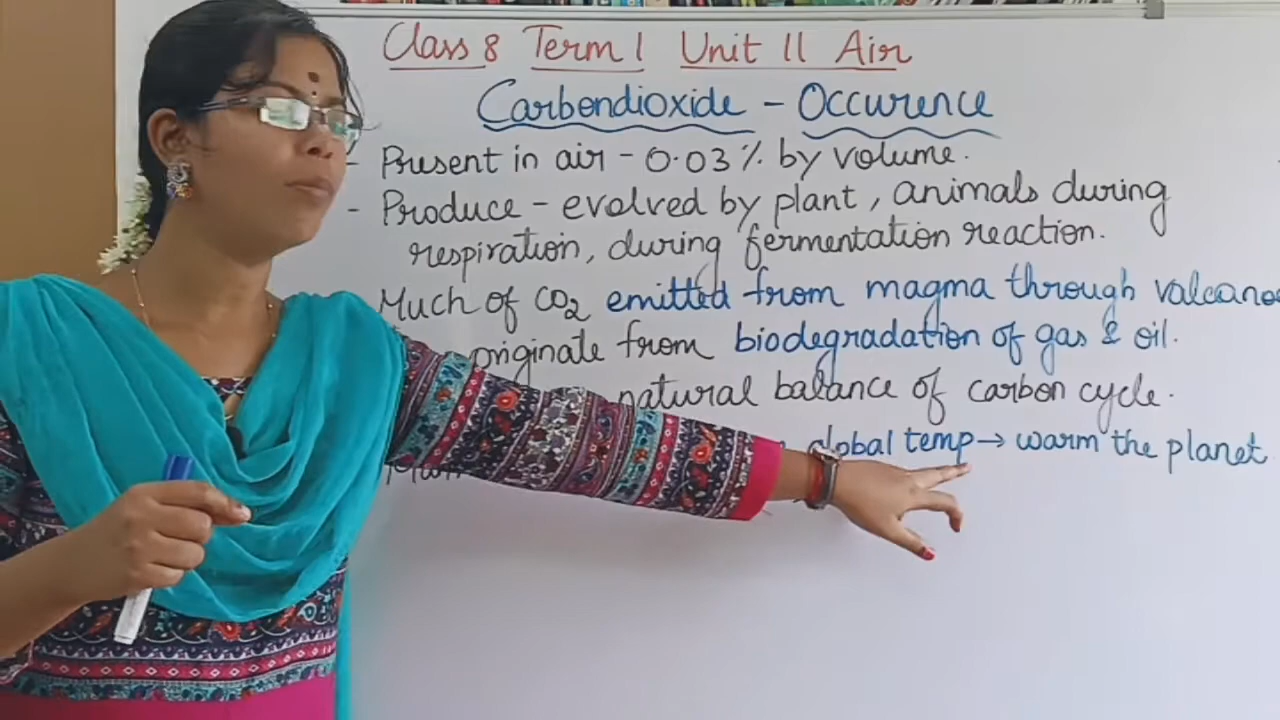 Class 8 Term 1 Unit 11 Air
Carbondioxide - Occurence
- Present in air - 0.03 % by volume.
- Produce - evolved by plant, animals during
respiration, during fermentation reaction.
Much of CO2 emitted from magma through valcanoe
originate from biodegradation of gas & oil.
natural balance of carbon cycle.
global temp → warm the planet